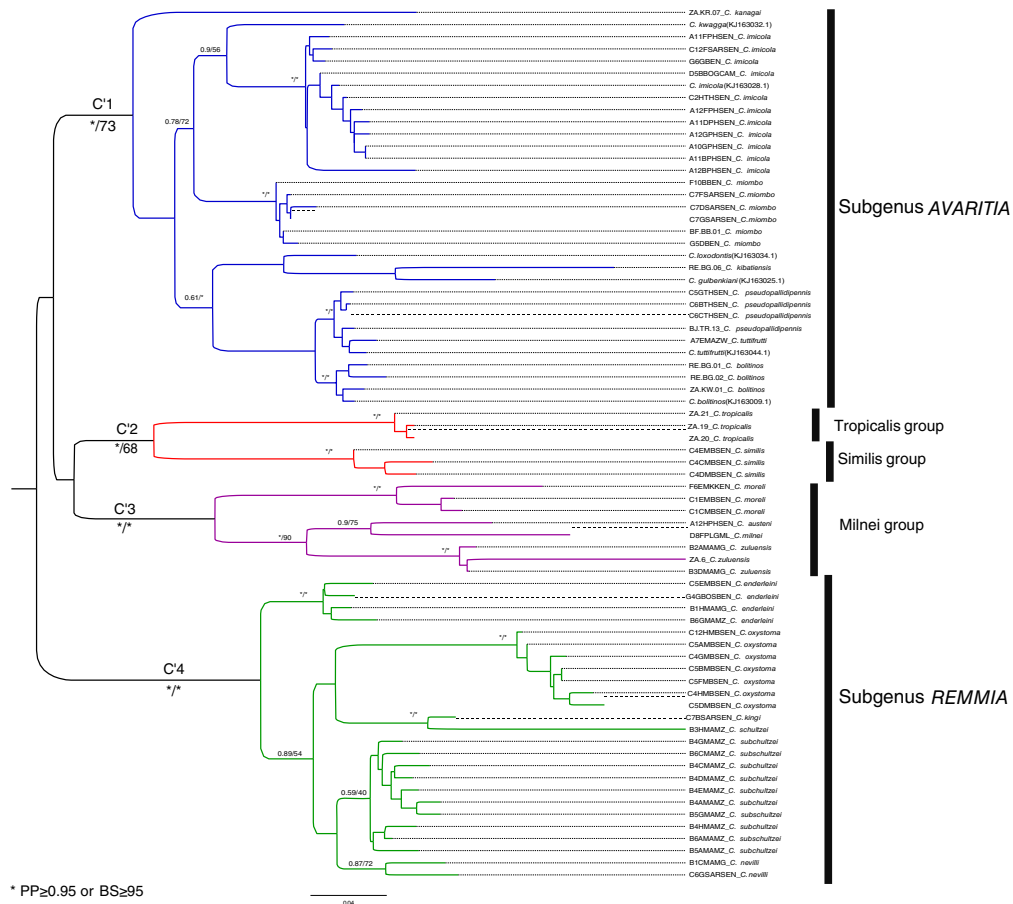 ZA.KR.07_C. kanagai
C. kwagga(KJ163032.1)
A11FPHSEN_C. imicola
0.9/56
C12FSARSEN_C. imicola
G6GBEN_C. imicola
D5BBOGCAM_C. imicola
*/*
C. imicola(KJ163028.1)
C2HTHSEN_C. imicola
C'1
*/73
A12FPHSEN_C. imicola
A11DPHSEN_C. imicola
0.78/72
A12GPHSEN_C. imicola
A10GPHSEN_C. imicola
A11BPHSEN_C. imicola
A12BPHSEN_C. imicola
F10BBEN_C. miombo
*/*
C7FSARSEN_C. miombo
C7DSARSEN_C. miombo
Subgenus AVARITIA
C7GSARSEN_C. miombo
BF.BB.01_C. miombo
G5DBEN_C. miombo
C.loxodontis(KJ163034.1)
RE.BG.06_C. kibatiensis
C. gulbenkiani(KJ163025.1)
0.61/*
C5GTHSEN_C. pseudopallidipennis
C6BTHSEN_C. pseudopallidipennis
*/*
C6CTHSEN_C. pseudopallidipennis
BJ.TR.13_C. pseudopallidipennis
A7EMAZW_C. tuttifrutti
C. tuttifrutti(KJ163044.1)
RE.BG.01_C. bolitinos
*/*
RE.BG.02_C. bolitinos
ZA.KW.01_C. bolitinos
C. bolitinos(KJ163009.1)
ZA.21_C. tropicalis
*/*
ZA.19_C.tropicalis
Tropicalis group
C'2
*/68
ZA.20_C. tropicalis
C4EMBSEN_C. similis
*/*
C4CMBSEN_C. similis
Similis group
C4DMBSEN_C. similis
F6EMKKEN_C. moreli
*/*
C1EMBSEN_C. moreli
C1CMBSEN_C. moreli
C'3
*/*
A12HPHSEN_C. austeni
0.9/75
Milnei group
D8FPLGML_C. milnei
*/90
B2AMAMG_C. zuluensis
*/*
ZA.6_C. zuluensis
B3DMAMG_C. zuluensis
C5EMBSEN_C.enderleini
*/*
G4GBOSBEN_C. enderleini
B1HMAMG_C. enderleini
B6GMAMZ_C. enderleini
C12HMBSEN_C.oxystoma
*/*
C5AMBSEN_C.oxystoma
C4GMBSEN_C. oxystoma
C5BMBSEN_C. oxystoma
C'4
*/*
C5FMBSEN_C. oxystoma
C4HMBSEN_C. oxystoma
Subgenus REMMIA
C5DMBSEN_C.oxystoma
C7BSARSEN_C. kingi
*/*
B3HMAMZ_C. schultzei
B4GMAMZ_C. subchultzei
0.89/54
B6CMAMZ_C. subschultzei
B4CMAMZ_C. subchultzei
B4DMAMZ_C. subchultzei
B4EMAMZ_C. subchultzei
0.59/40
B4AMAMZ_C. subchultzei
B5GMAMZ_C. subschultzei
B4HMAMZ_C. subchultzei
B6AMAMZ_C. subschultzei
B5AMAMZ_C. subchultzei
0.87/72
B1CMAMG_C. nevilli
C6GSARSEN_C.nevilli
* PP≥0.95 or BS≥95
0.04